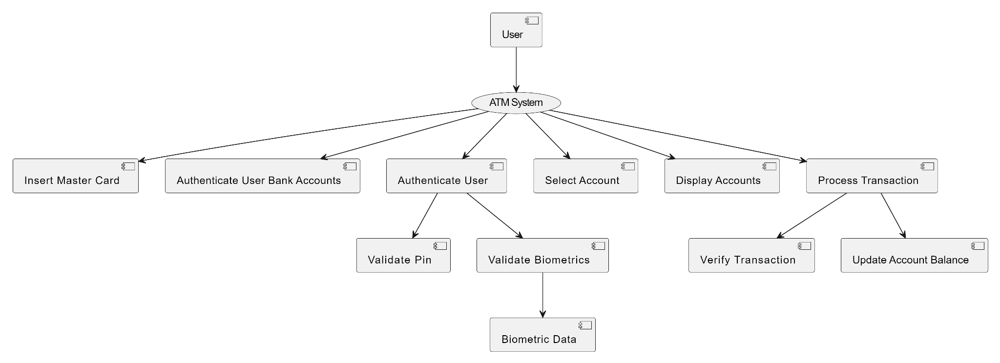 User
ATM System
Insert Master Card
Authenticate User Bank Accounts
Authenticate User
Select Account
Display Accounts
Process Transaction
Validate Pin
Validate Biometrics
Verify Transaction
Update Account Balance
Biometric Data